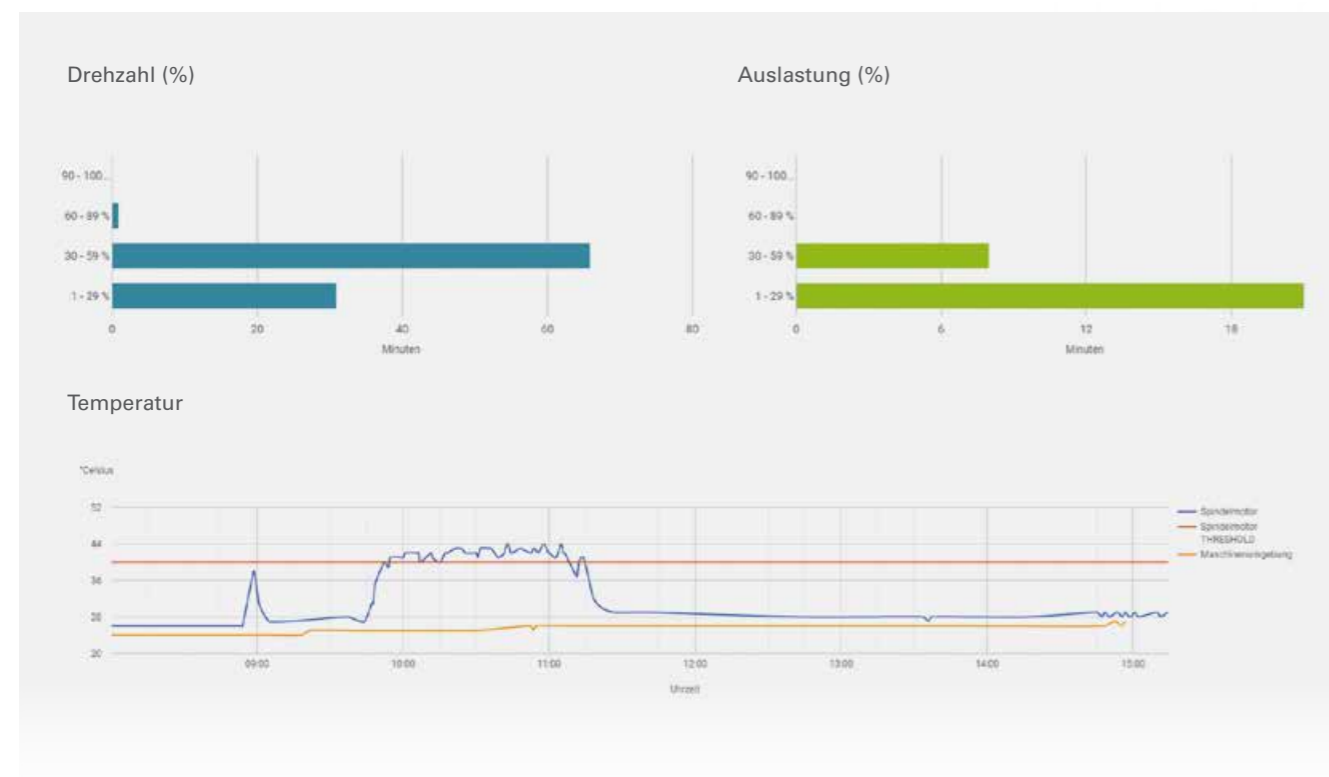 Drehzahl (%)
Auslastung (%)
90 - 100...
60 - 89 %
30 - 59 %
1 - 29 %
0 20 40 60 80
Minuten
90 - 100...
60 - 89 %
30 - 59 %
1 - 29 %
0 6 12 18
Minuten
Temperatur
°Celsius
52
44
36
28
20
09:00 10:00 11:00 12:00 13:00 14:00 15:00
Uhrzeit
Spindelmotor
Spindelmotor
THRESHOLD
Maschinenumgebung